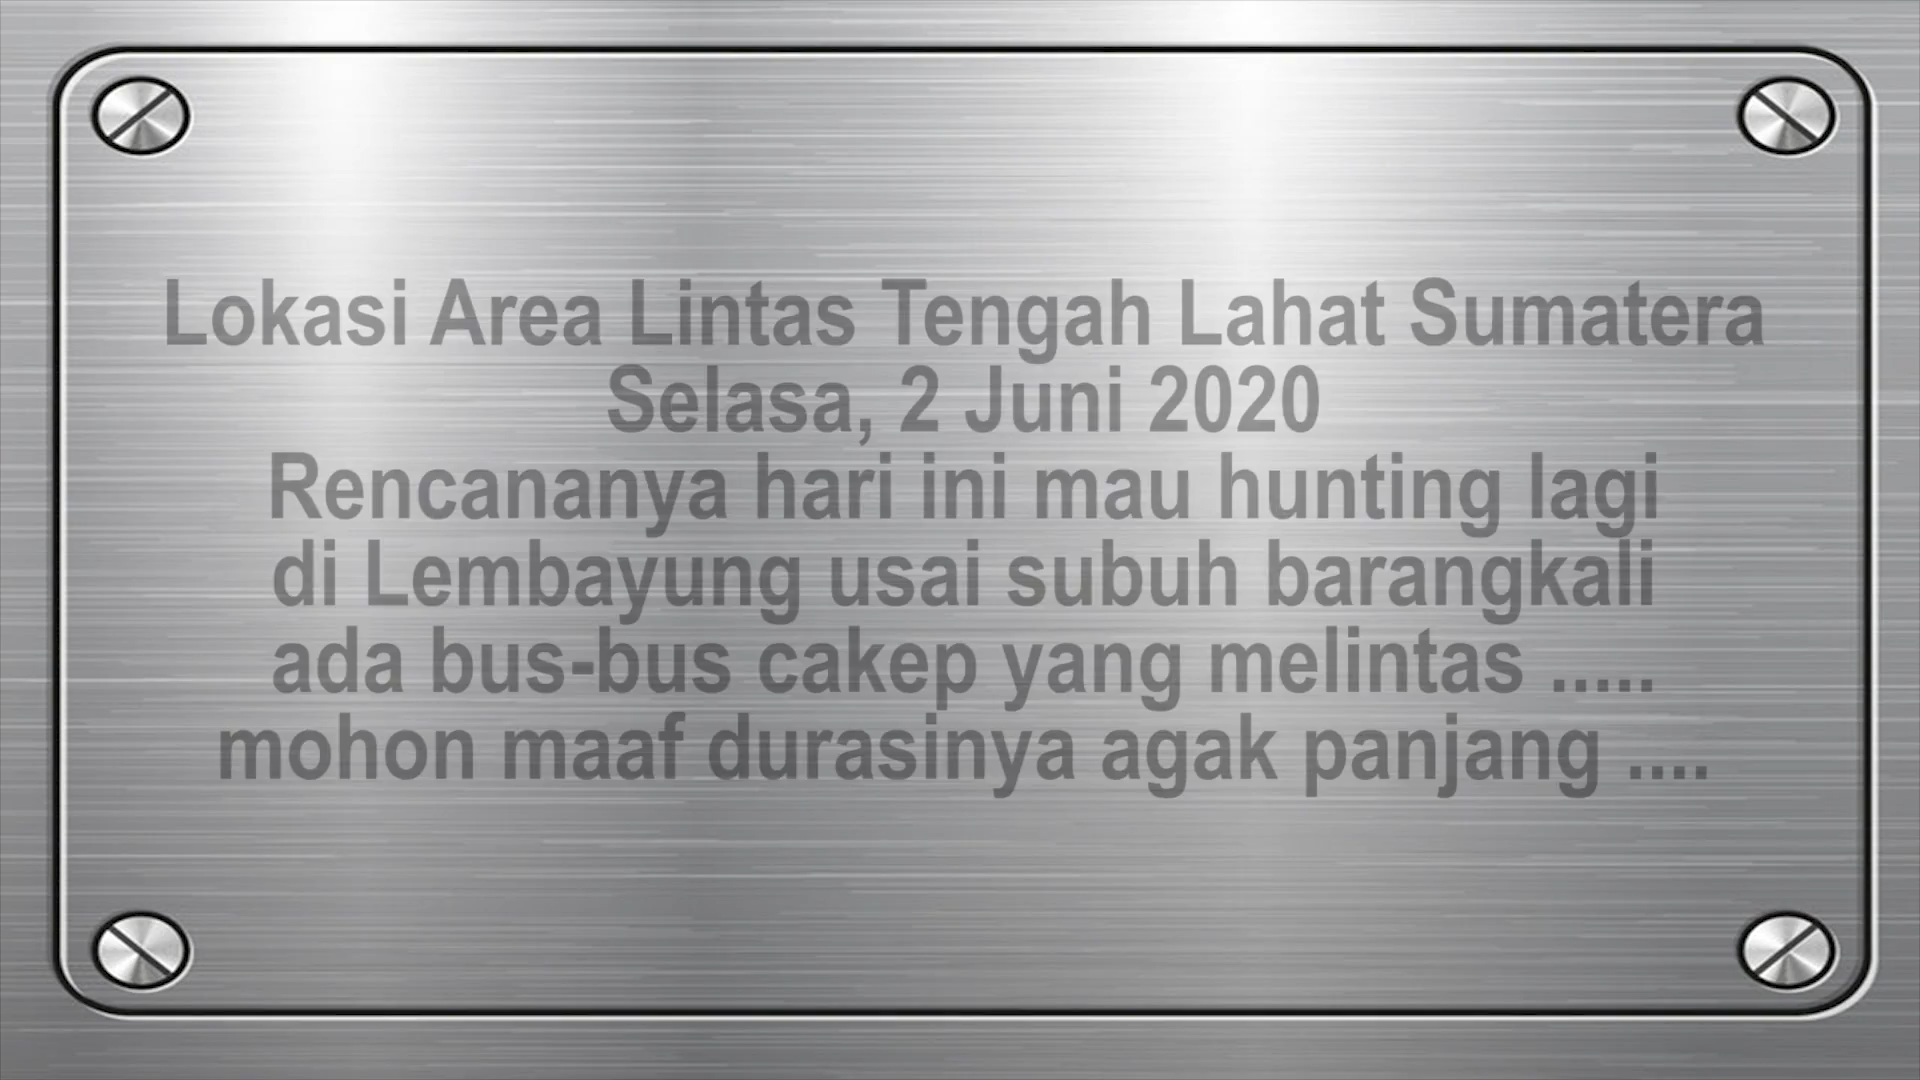 Lokasi Area Lintas Tengah Lahat Sumatera
Selasa, 2 Juni 2020
Rencananya hari ini mau hunting lagi
di Lembayung usai subuh barangkali
ada bus-bus cakep yang melintas .....
mohon maaf durasinya agak panjang ....